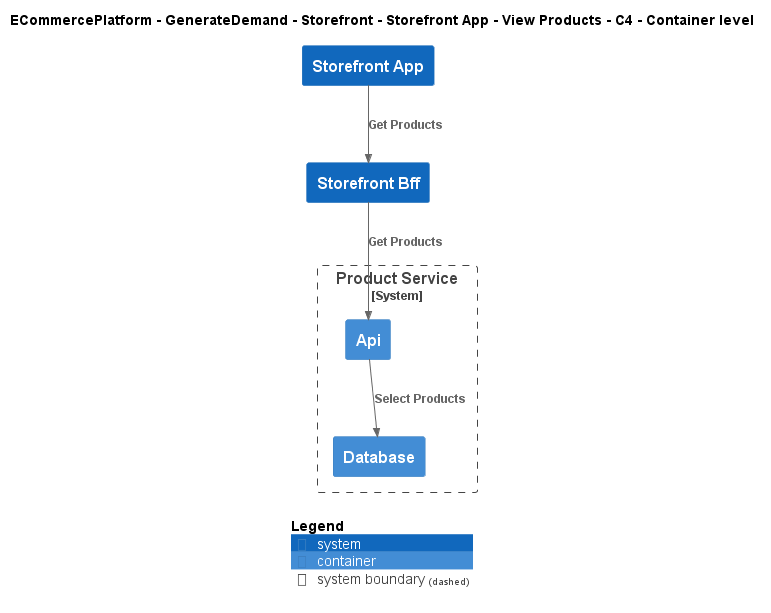 ECommercePlatform - GenerateDemand - Storefront - Storefront App - View Products - C4 - Container level
Storefront App
Get Products
Storefront Bff
Get Products
Product Service
[System]
Api
Select Products
Database
Legend
system
container
system boundary (dashed)